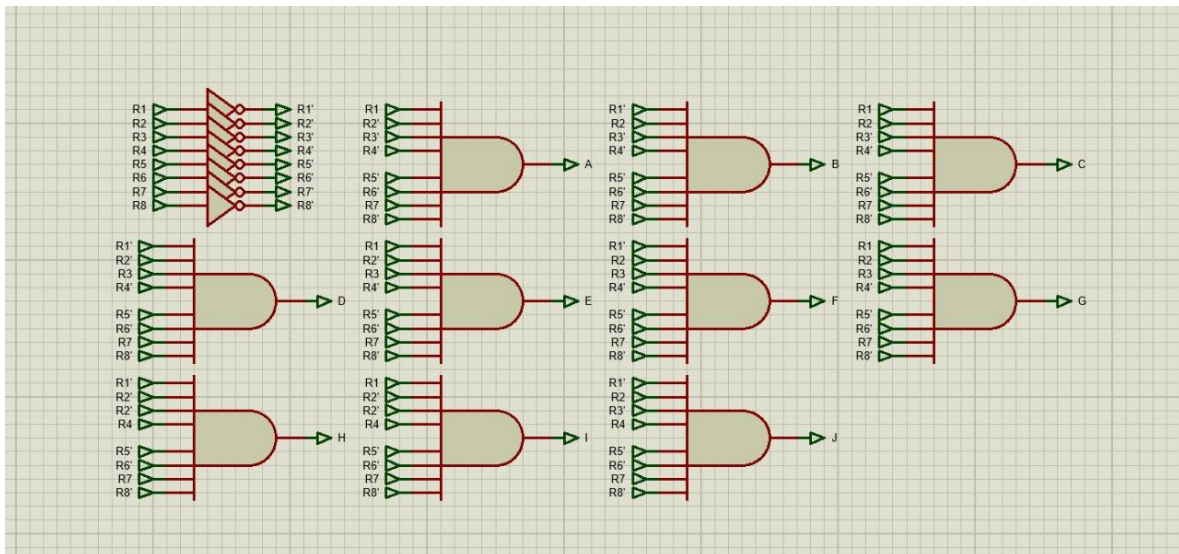 R1 R1'
R2 R2'
R3 R3'
R4 R4'
R5 R5'
R6 R6'
R7 R7'
R8 R8'
R1
R2'
R3'
R4'
A
R5'
R6'
R7
R8'
R1'
R2
R3'
R4'
B
R5'
R6'
R7
R8'
R1
R2
R3'
R4'
C
R5'
R6'
R7
R8'
R1'
R2'
R3
R4'
D
R5'
R6'
R7
R8'
R1
R2'
R3
R4'
E
R5'
R6'
R7
R8'
R1'
R2
R3
R4'
F
R5'
R6'
R7
R8'
R1
R2
R3
R4'
G
R5'
R6'
R7
R8'
R1'
R2'
R2'
R4
H
R5'
R6'
R7
R8'
R1
R2'
R2'
R4
I
R5'
R6'
R7
R8'
R1'
R2
R3'
R4
J
R5'
R6'
R7
R8'